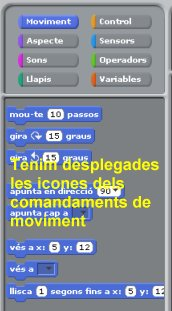 Moviment Control
Aspecte Sensors
Sons Operadors
Llapis Variables
mou-te 10 passos
gira 15 graus
gira 15 graus
Tenim desplegades
les icones dels
comandaments de
moviment
apunta en direcció 90
apunta cap a
vés a x: 5 y: 12
vés a
llisca 1 segons fins a x: 5 y: 12